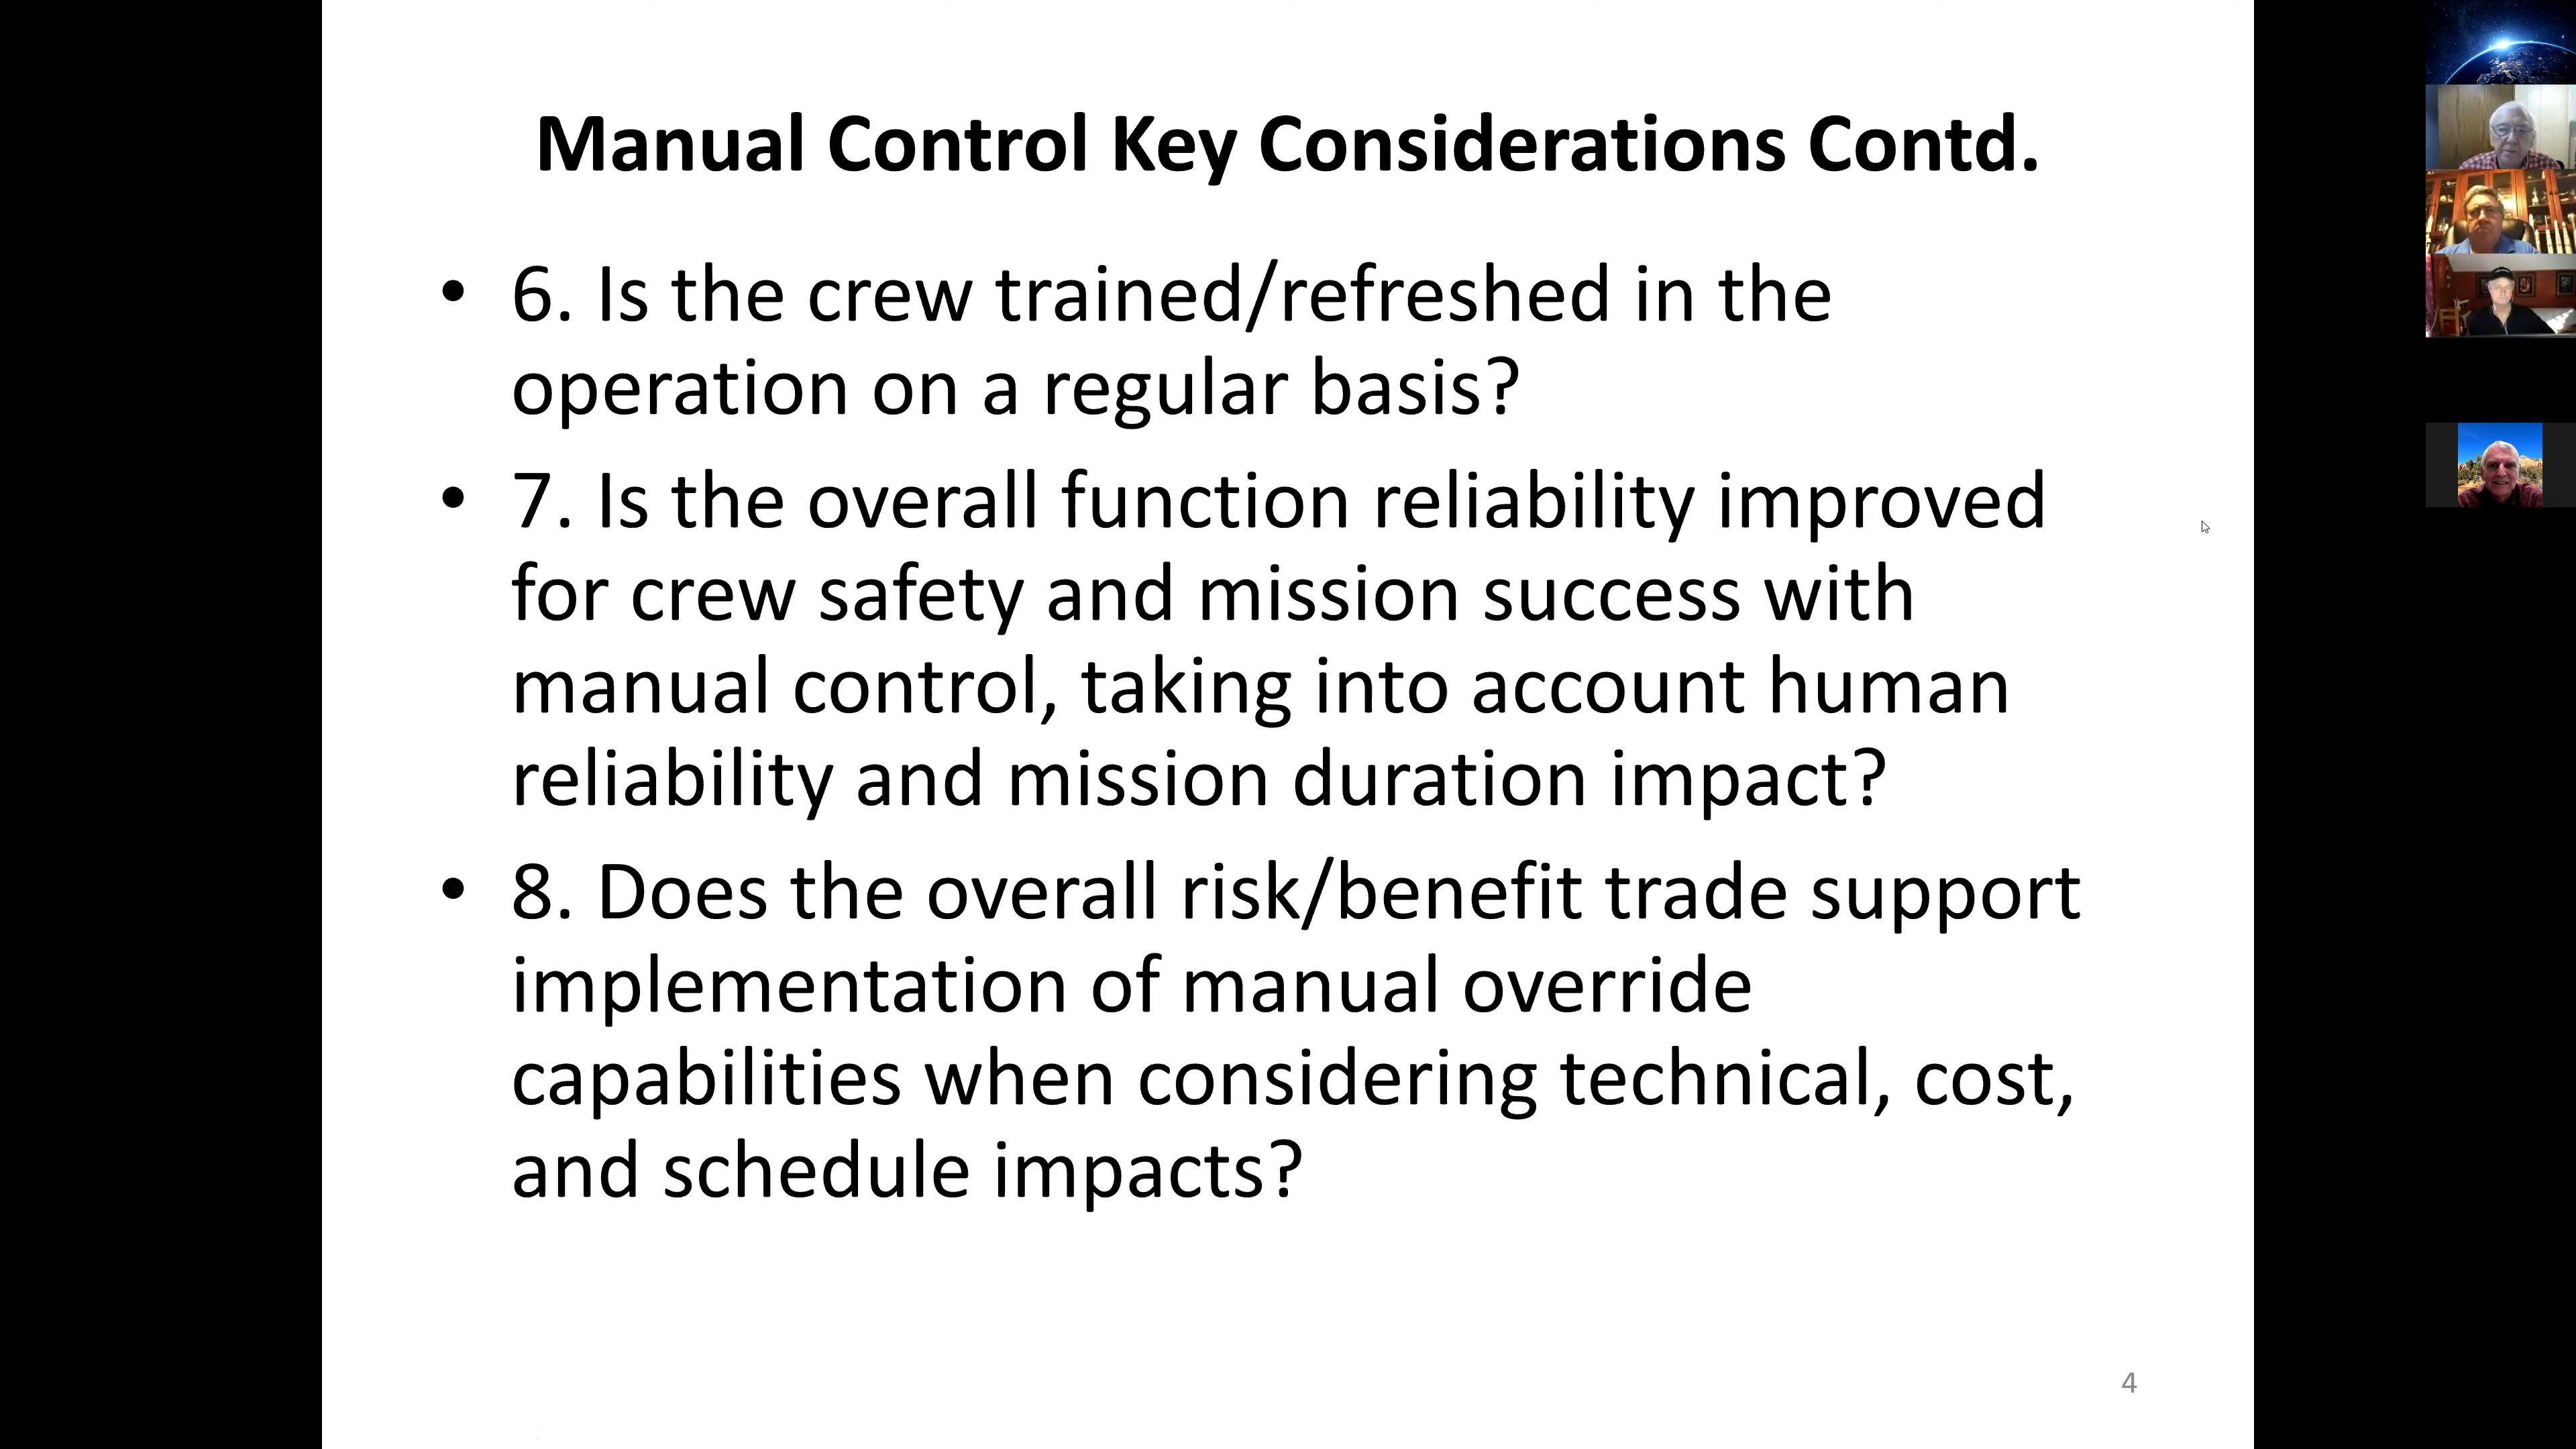 Manual Control Key Considerations Contd.
• 6. Is the crew trained/refreshed in the
operation on a regular basis?
• 7. Is the overall function reliability improved
for crew safety and mission success with
manual control, taking into account human
reliability and mission duration impact?
• 8. Does the overall risk/benefit trade support
implementation of manual override
capabilities when considering technical, cost,
and schedule impacts?
4